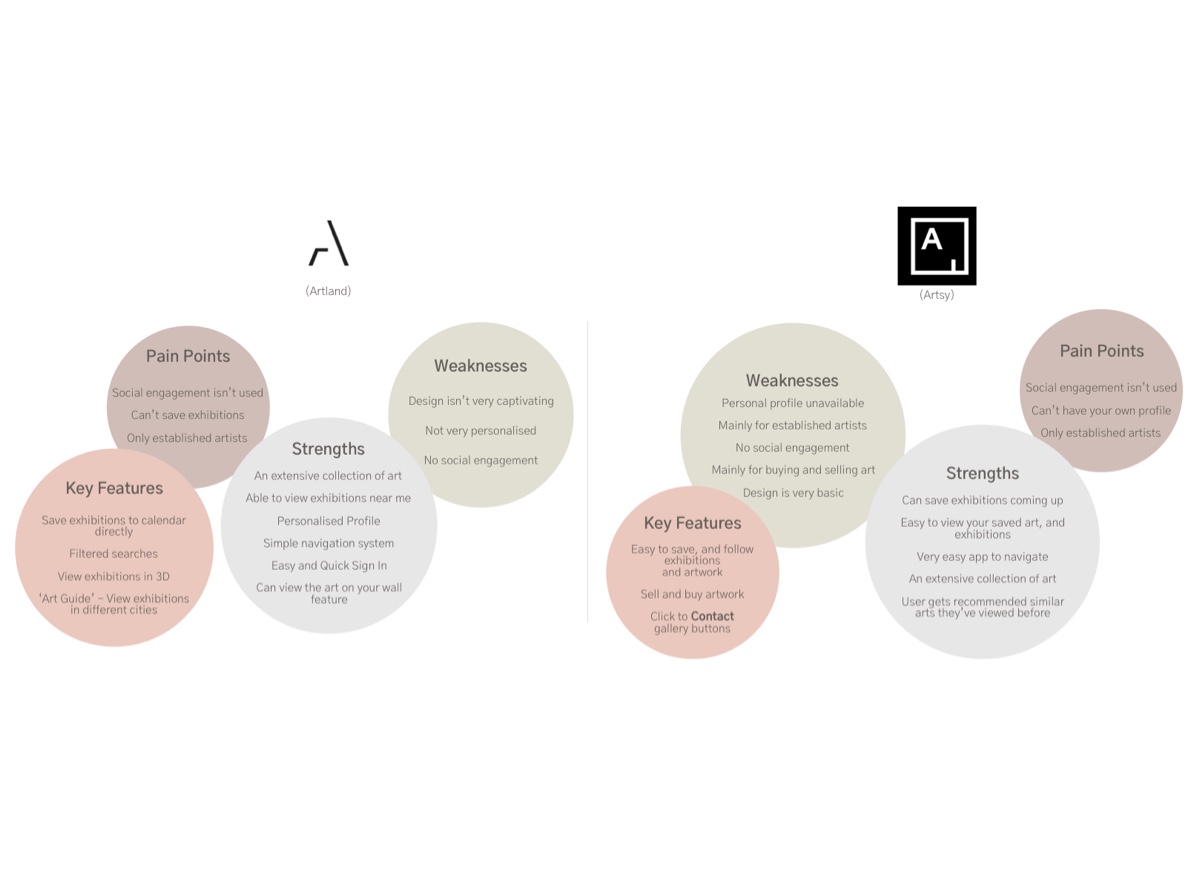 (Artland)
Pain Points
Social engagement isn't used
Can't save exhibitions
Only established artists
Weaknesses
Design isn't very captivating
Not very personalised
No social engagement
Strengths
An extensive collection of art
Able to view exhibitions near me
Personalised Profile
Simple navigation system
Easy and Quick Sign In
Can view the art on your wall
feature
Key Features
Save exhibitions to calendar
directly
Filtered searches
View exhibitions in 3D
'Art Guide' - View exhibitions
in different cities
A
(Artsy)
Weaknesses
Personal profile unavailable
Mainly for established artists
No social engagement
Mainly for buying and selling art
Design is very basic
Pain Points
Social engagement isn't used
Can't have your own profile
Only established artists
Key Features
Easy to save, and follow
exhibitions
and artwork
Sell and buy artwork
Click to Contact
gallery buttons
Strengths
Can save exhibitions coming up
Easy to view your saved art, and
exhibitions
Very easy app to navigate
An extensive collection of art
User gets recommended similar
arts they've viewed before